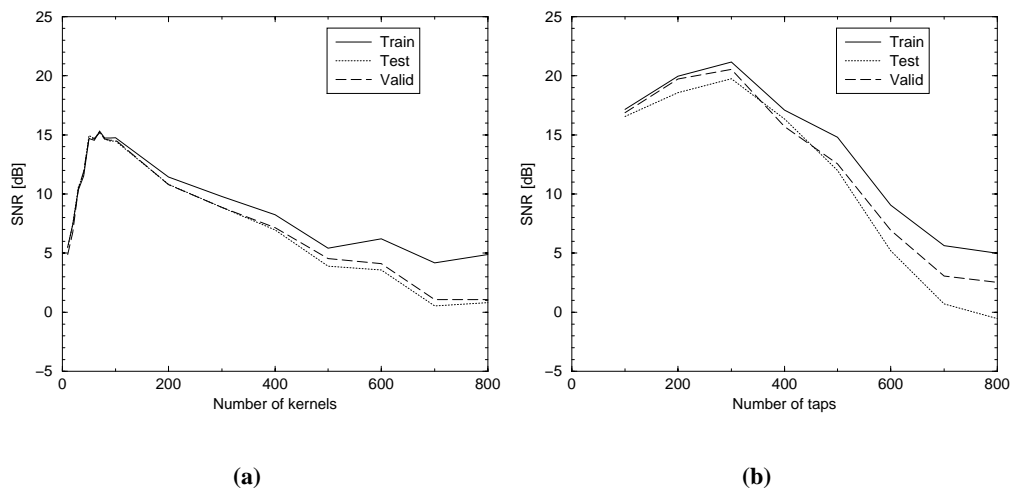 25
20
15
10
5
0
−5
SNR [dB]
0 200 400 600 800
Number of kernels
Train
Test
Valid
(a)
25
20
15
10
5
0
−5
SNR [dB]
0 200 400 600 800
Number of taps
Train
Test
Valid
(b)